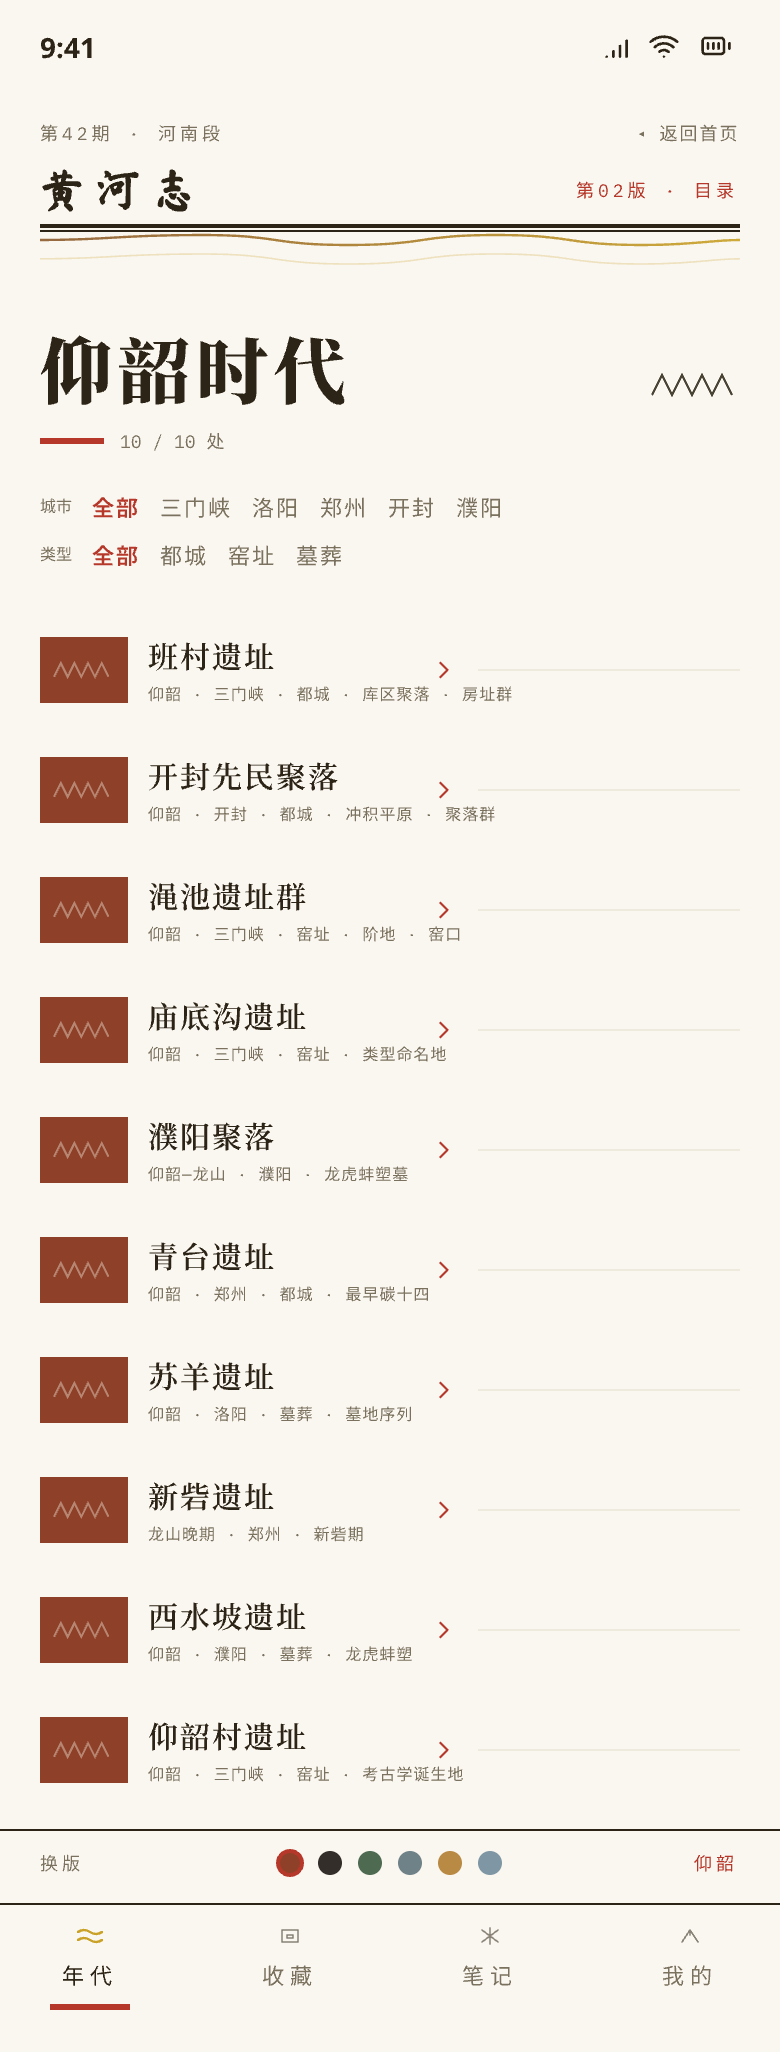 9:41
第42期 · 河南段
◂ 返回首页
黄河志
第02版 · 目录
仰韶时代
10 / 10 处
城市 全部 三门峡 洛阳 郑州 开封 濮阳
类型 全部 都城 窑址 墓葬
班村遗址
仰韶 · 三门峡 · 都城 · 库区聚落 · 房址群
开封先民聚落
仰韶 · 开封 · 都城 · 冲积平原 · 聚落群
渑池遗址群
仰韶 · 三门峡 · 窑址 · 阶地 · 窑口
庙底沟遗址
仰韶 · 三门峡 · 窑址 · 类型命名地
濮阳聚落
仰韶—龙山 · 濮阳 · 龙虎蚌塑墓
青台遗址
仰韶 · 郑州 · 都城 · 最早碳十四
苏羊遗址
仰韶 · 洛阳 · 墓葬 · 墓地序列
新砦遗址
龙山晚期 · 郑州 · 新砦期
西水坡遗址
仰韶 · 濮阳 · 墓葬 · 龙虎蚌塑
仰韶村遗址
仰韶 · 三门峡 · 窑址 · 考古学诞生地
换版
仰韶
年代
收藏
笔记
我的